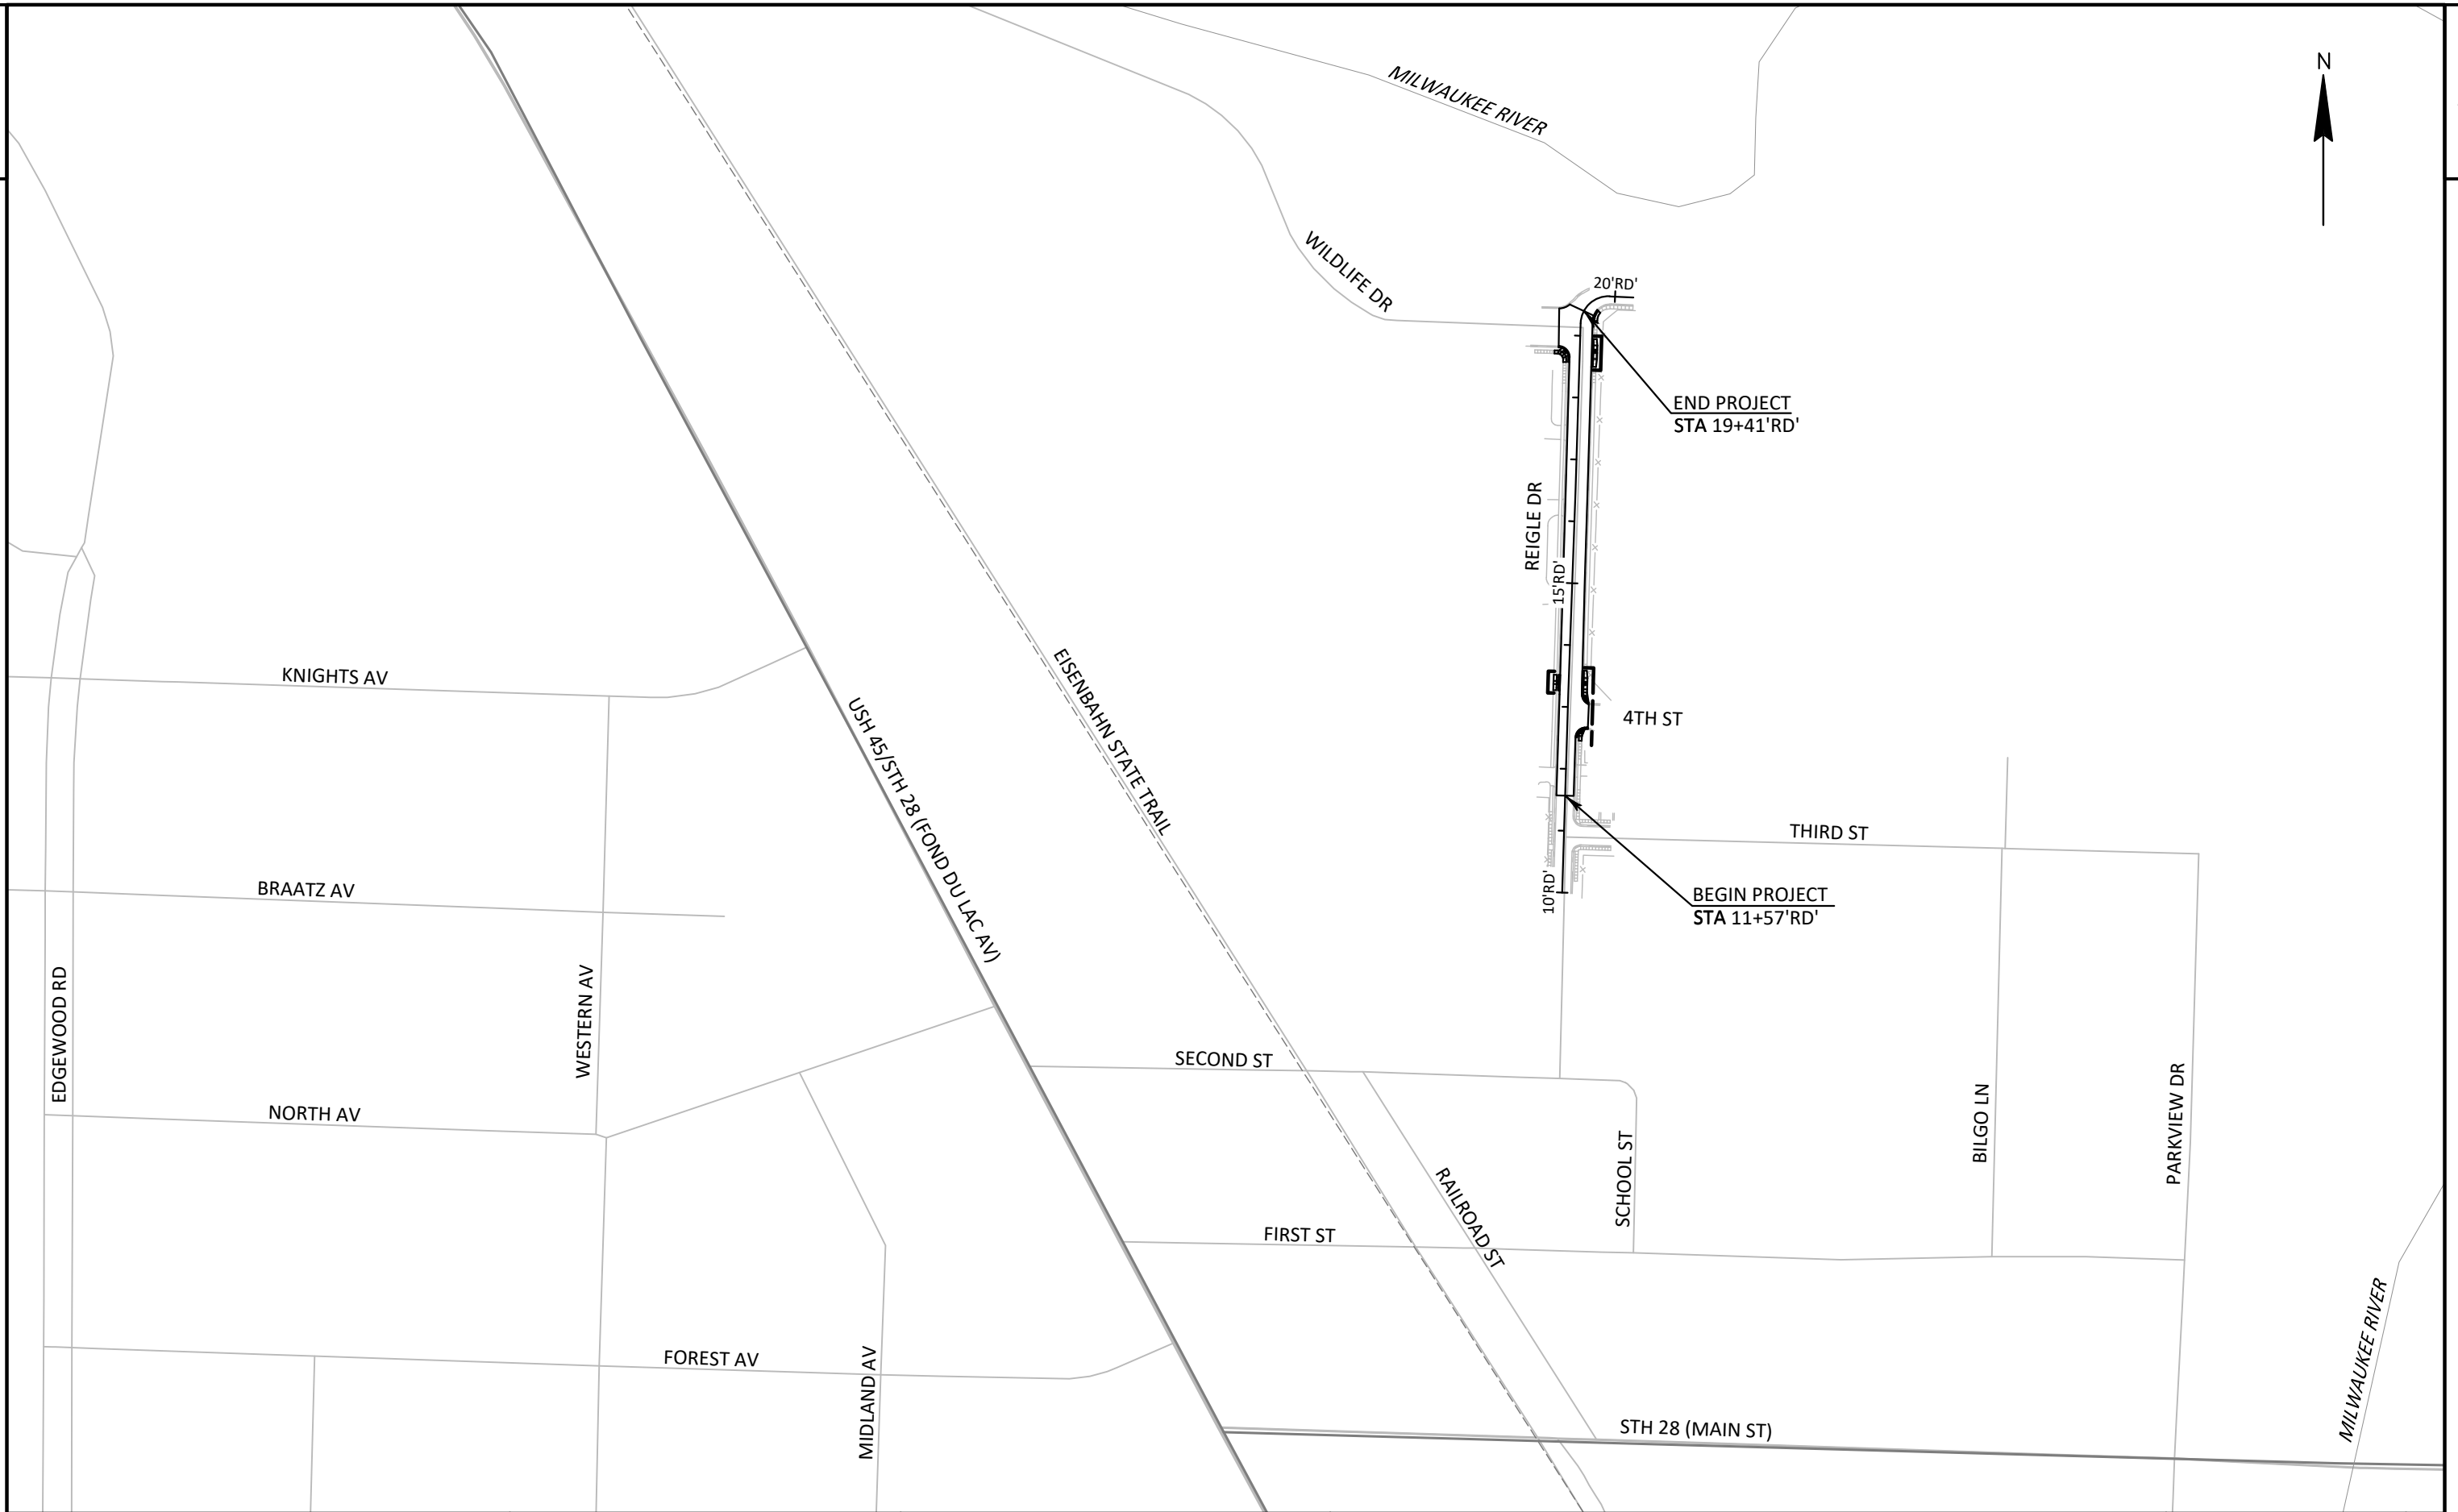 N
MILWAUKEE RIVER
WILDLIFE DR
20'RD'
END PROJECT
STA 19+41'RD'
REIGLE DR
15'RD'
EISENBAHN STATE TRAIL
KNIGHTS AV
USH 45/STH 28 (FOND DU LAC AV)
4TH ST
THIRD ST
BRAATZ AV
10'RD'
BEGIN PROJECT
STA 11+57'RD'
EDGEWOOD RD
WESTERN AV
SECOND ST
NORTH AV
BILGO LN
PARKVIEW DR
SCHOOL ST
RAILROAD ST
FIRST ST
FOREST AV
MIDLAND AV
MILWAUKEE RIVER
STH 28 (MAIN ST)